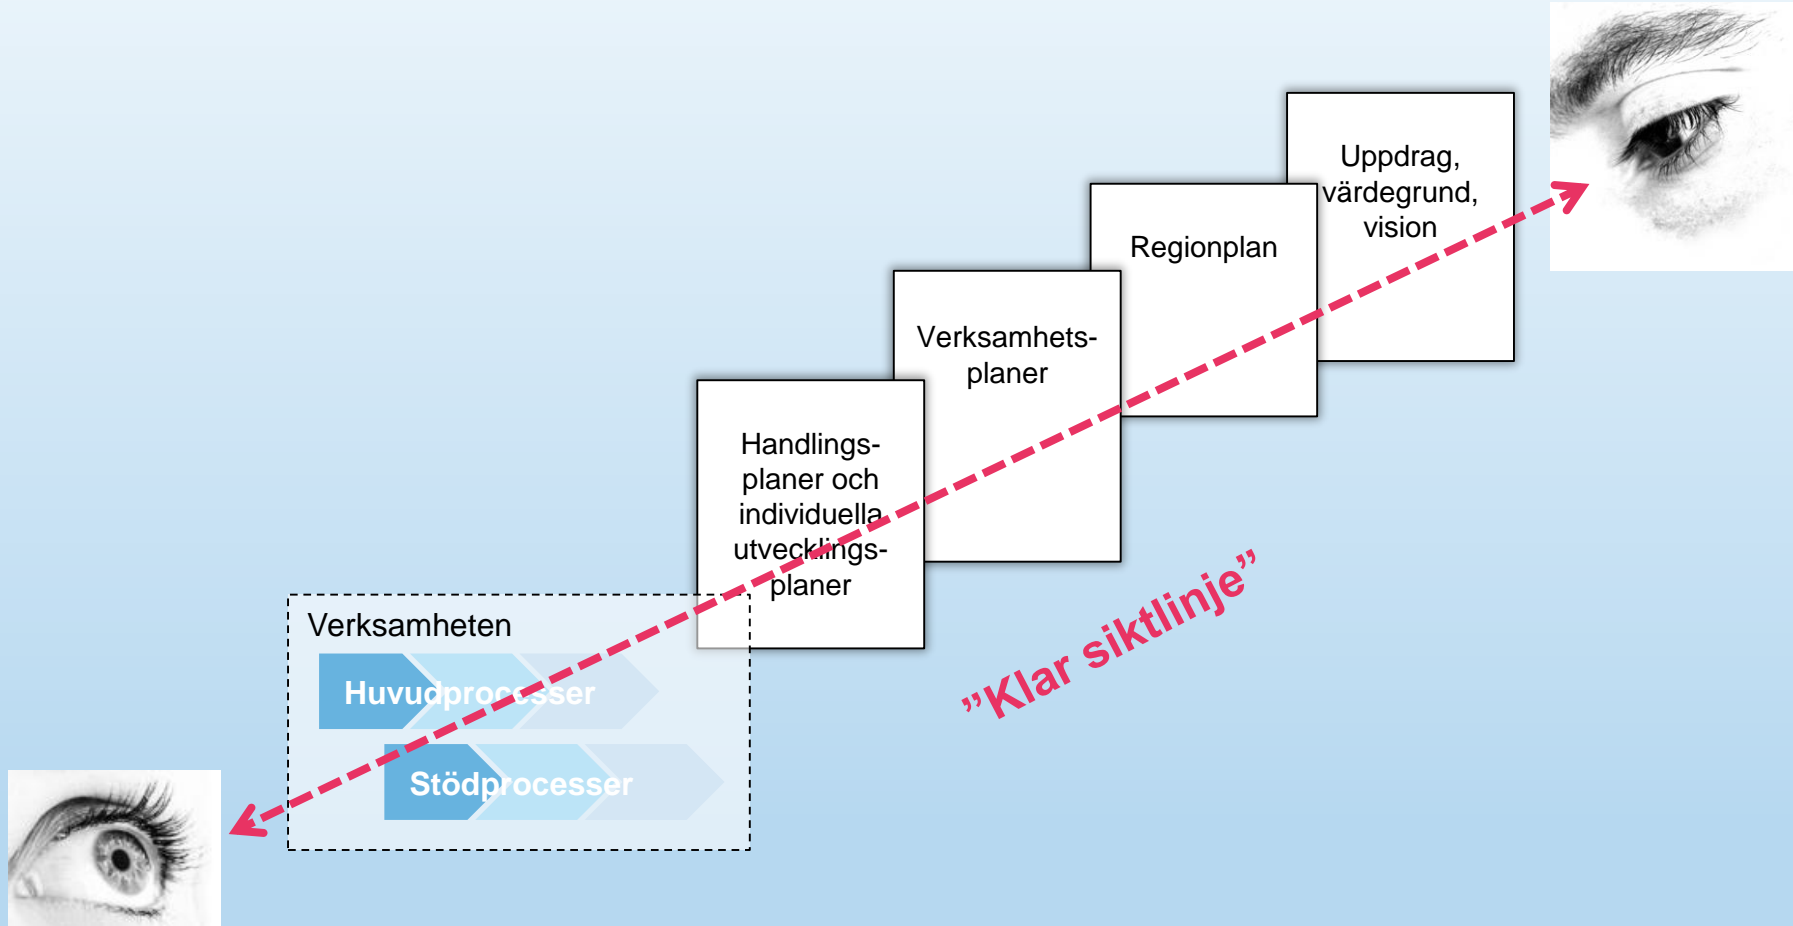 Uppdrag,
värdegrund,
vision
Regionplan
Verksamhets-
planer
Handlings-
planer och
individuella
utvecklings-
planer
Verksamheten
Huvudprocesser
Stödprocesser
”Klar siktlinje”